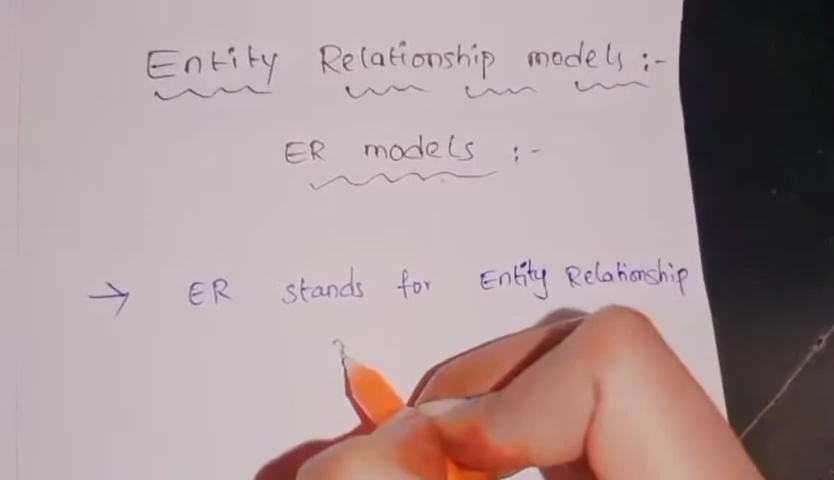 Entity Relationship models :-
ER models :-
→ ER stands for Entity Relationship